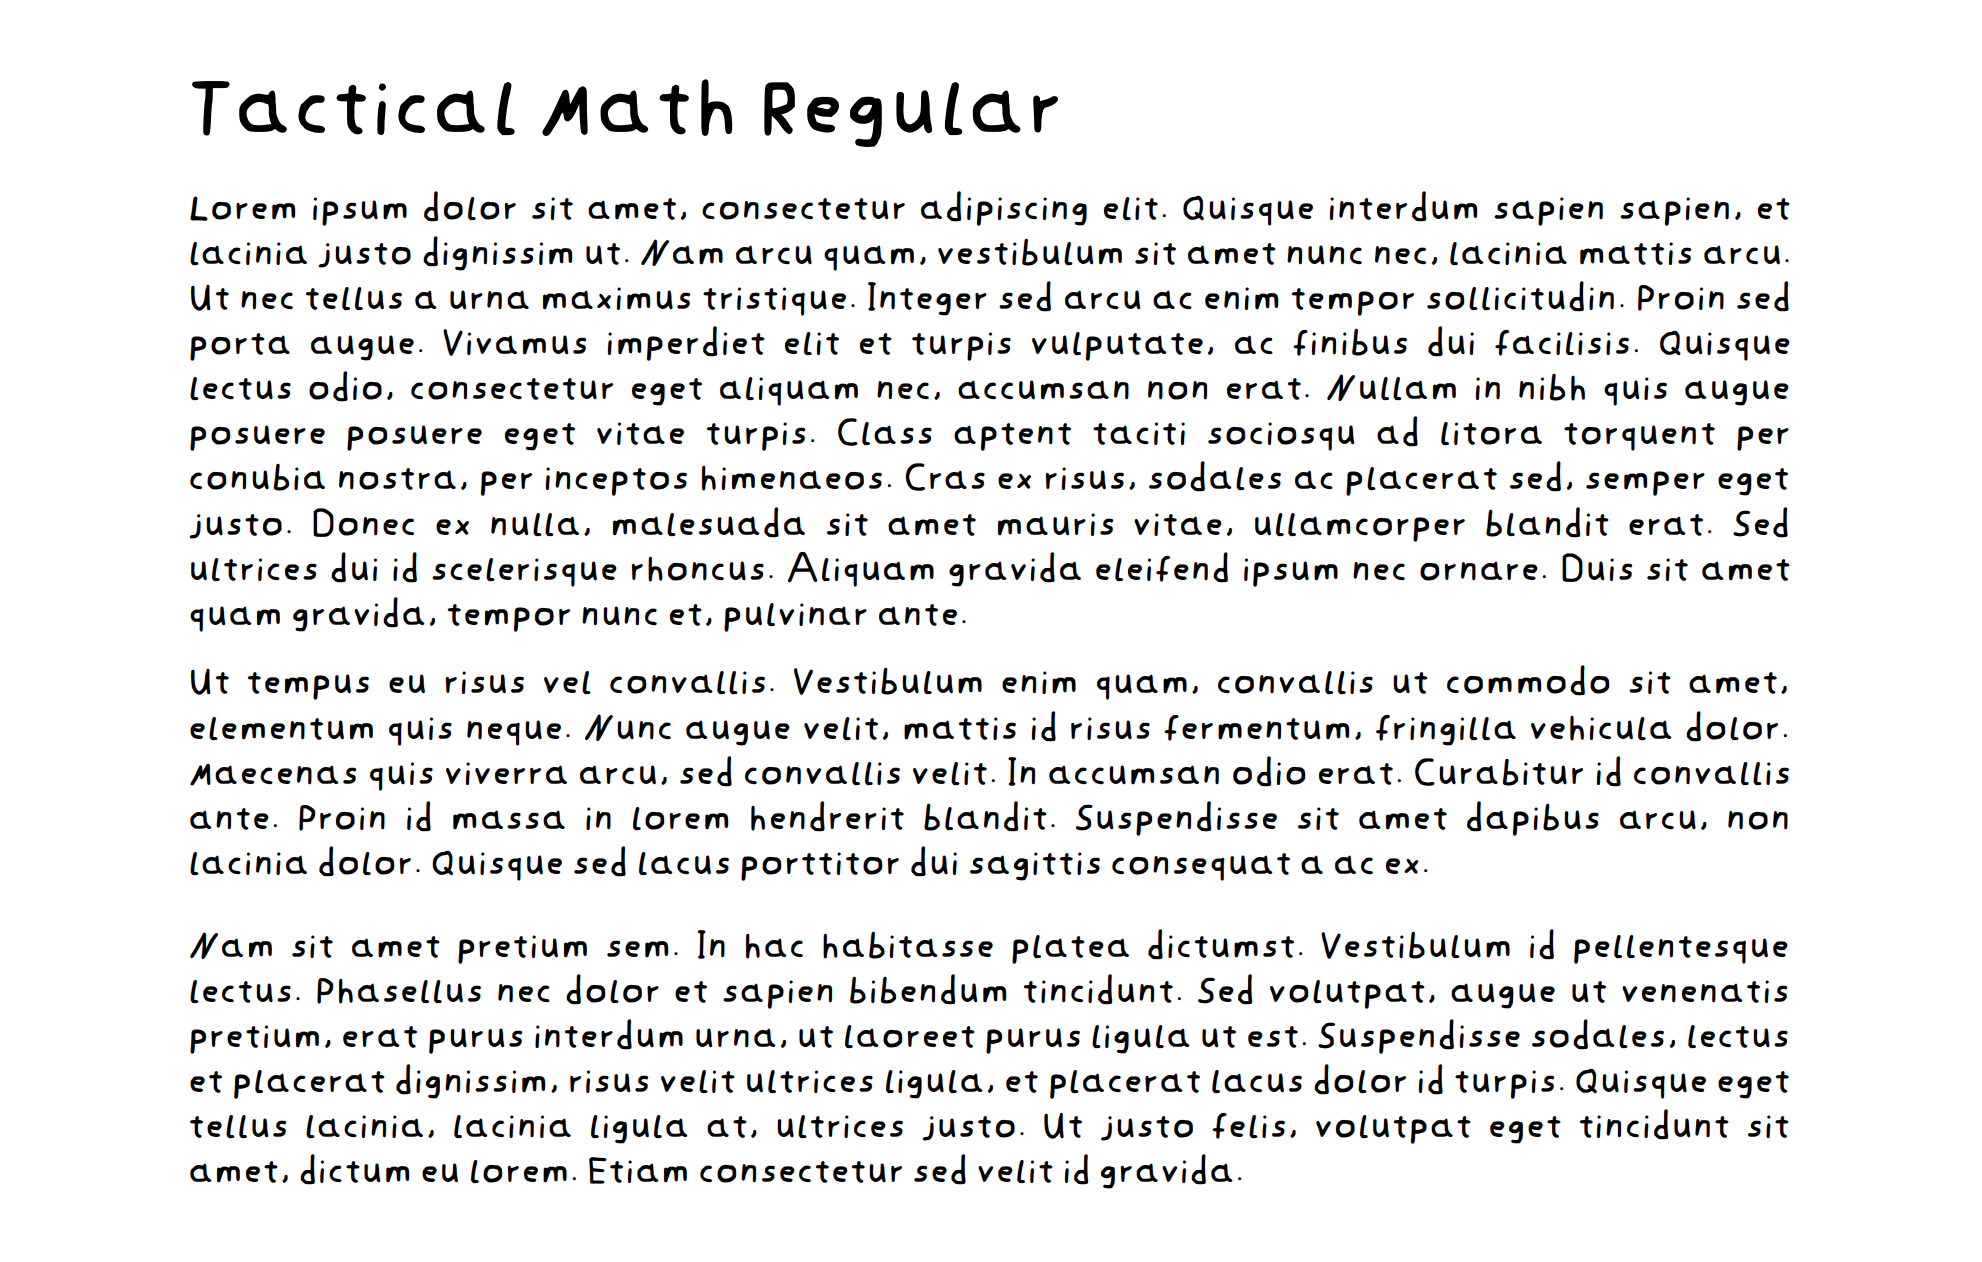 Tactical Math Regular
Lorem ipsum dolor sit amet, consectetur adipiscing elit. Quisque interdum sapien sapien, et
lacinia justo dignissim ut. Nam arcu quam, vestibulum sit amet nunc nec, lacinia mattis arcu.
Ut nec tellus a urna maximus tristique. Integer sed arcu ac enim tempor sollicitudin. Proin sed
porta augue. Vivamus imperdiet elit et turpis vulputate, ac finibus dui facilisis. Quisque
lectus odio, consectetur eget aliquam nec, accumsan non erat. Nullam in nibh quis augue
posuere posuere eget vitae turpis. Class aptent taciti sociosqu ad litora torquent per
conubia nostra, per inceptos himenaeos. Cras ex risus, sodales ac placerat sed, semper eget
justo. Donec ex nulla, malesuada sit amet mauris vitae, ullamcorper blandit erat. Sed
ultrices dui id scelerisque rhoncus. Aliquam gravida eleifend ipsum nec ornare. Duis sit amet
quam gravida, tempor nunc et, pulvinar ante.
Ut tempus eu risus vel convallis. Vestibulum enim quam, convallis ut commodo sit amet,
elementum quis neque. Nunc augue velit, mattis id risus fermentum, fringilla vehicula dolor.
Maecenas quis viverra arcu, sed convallis velit. In accumsan odio erat. Curabitur id convallis
ante. Proin id massa in lorem hendrerit blandit. Suspendisse sit amet dapibus arcu, non
lacinia dolor. Quisque sed lacus porttitor dui sagittis consequat a ac ex.
Nam sit amet pretium sem. In hac habitasse platea dictumst. Vestibulum id pellentesque
lectus. Phasellus nec dolor et sapien bibendum tincidunt. Sed volutpat, augue ut venenatis
pretium, erat purus interdum urna, ut laoreet purus ligula ut est. Suspendisse sodales, lectus
et placerat dignissim, risus velit ultrices ligula, et placerat lacus dolor id turpis. Quisque eget
tellus lacinia, lacinia ligula at, ultrices justo. Ut justo felis, volutpat eget tincidunt sit
amet, dictum eu lorem. Etiam consectetur sed velit id gravida.